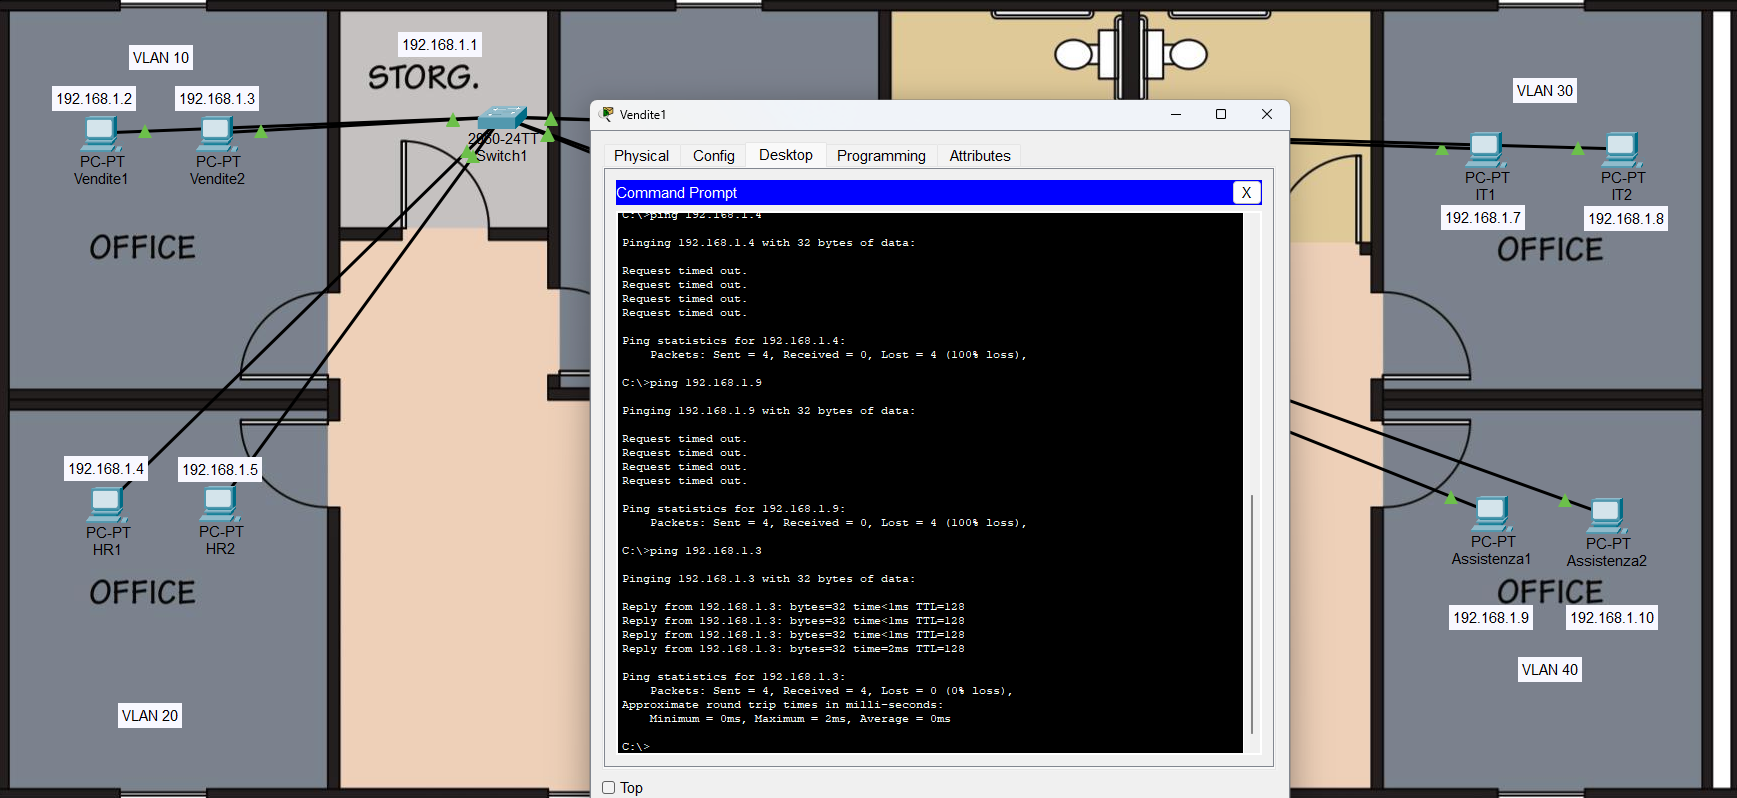 VLAN 10
192.168.1.2
192.168.1.3
PC-PT
Vendite1
PC-PT
Vendite2
OFFICE
192.168.1.1
STORG.
2960-24TT
Switch1
192.168.1.4
192.168.1.5
PC-PT
HR1
PC-PT
HR2
OFFICE
VLAN 20
Vendite1
Physical
Config
Desktop
Programming
Attributes
Command Prompt
X
C:\>ping 192.168.1.4
Pinging 192.168.1.4 with 32 bytes of data:
Request timed out.
Request timed out.
Request timed out.
Request timed out.
Ping statistics for 192.168.1.4:
Packets: Sent = 4, Received = 0, Lost = 4 (100% loss),
C:\>ping 192.168.1.9
Pinging 192.168.1.9 with 32 bytes of data:
Request timed out.
Request timed out.
Request timed out.
Request timed out.
Ping statistics for 192.168.1.9:
Packets: Sent = 4, Received = 0, Lost = 4 (100% loss),
C:\>ping 192.168.1.3
Pinging 192.168.1.3 with 32 bytes of data:
Reply from 192.168.1.3: bytes=32 time<1ms TTL=128
Reply from 192.168.1.3: bytes=32 time<1ms TTL=128
Reply from 192.168.1.3: bytes=32 time<1ms TTL=128
Reply from 192.168.1.3: bytes=32 time=2ms TTL=128
Ping statistics for 192.168.1.3:
Packets: Sent = 4, Received = 4, Lost = 0 (0% loss),
Approximate round trip times in milli-seconds:
Minimum = 0ms, Maximum = 2ms, Average = 0ms
C:\>
Top
VLAN 30
PC-PT
IT1
PC-PT
IT2
192.168.1.7
192.168.1.8
OFFICE
PC-PT
Assistenza1
PC-PT
Assistenza2
OFFICE
192.168.1.9
192.168.1.10
VLAN 40